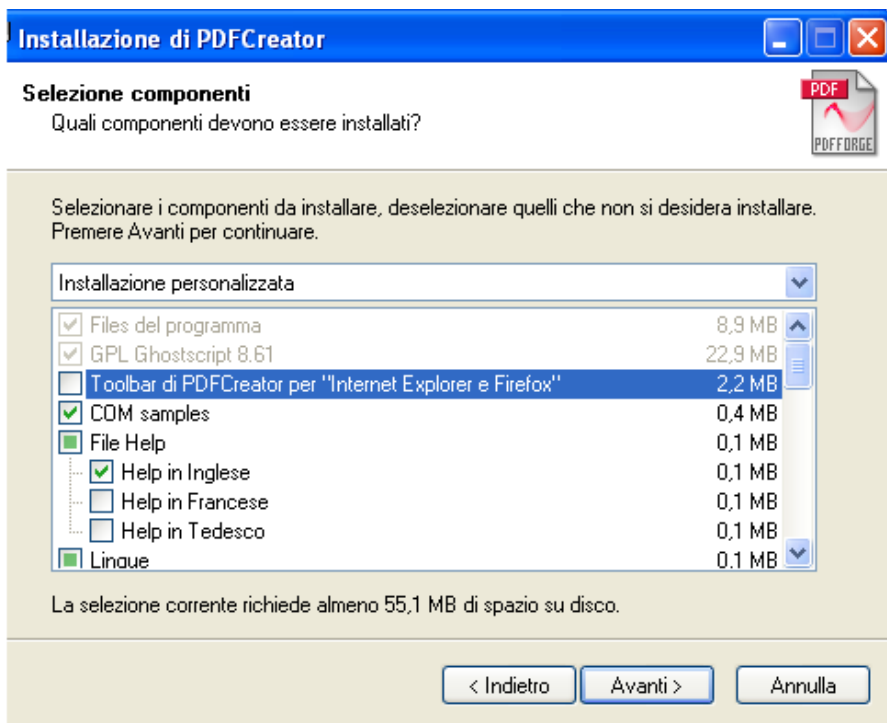 Installazione di PDFCreator
Selezione componenti
Quali componenti devono essere installati?
PDF
PDFFORGE
Selezionare i componenti da installare, deselezionare quelli che non si desidera installare.
Premere Avanti per continuare.
Installazione personalizzata
Files del programma 8,9 MB
GPL Ghostscript 8.61 22,9 MB
Toolbar di PDFCreator per "Internet Explorer e Firefox" 2,2 MB
COM samples 0,4 MB
File Help 0,1 MB
Help in Inglese 0,1 MB
Help in Francese 0,1 MB
Help in Tedesco 0,1 MB
Lingue 0,1 MB
La selezione corrente richiede almeno 55,1 MB di spazio su disco.
< Indietro Avanti > Annulla